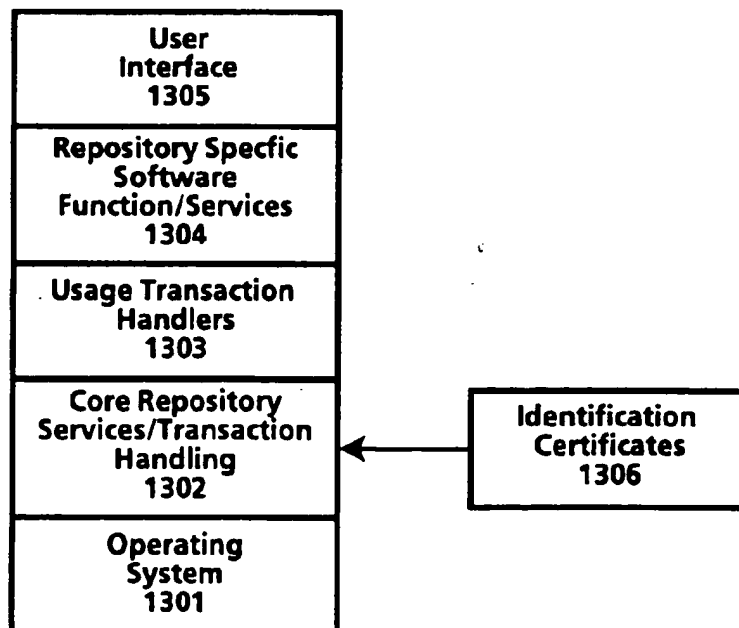 User
Interface
1305
Repository Specfic
Software
Function/Services
1304
Usage Transaction
Handlers
1303
Core Repository
Services/Transaction
Handling
1302
Identification
Certificates
1306
Operating
System
1301